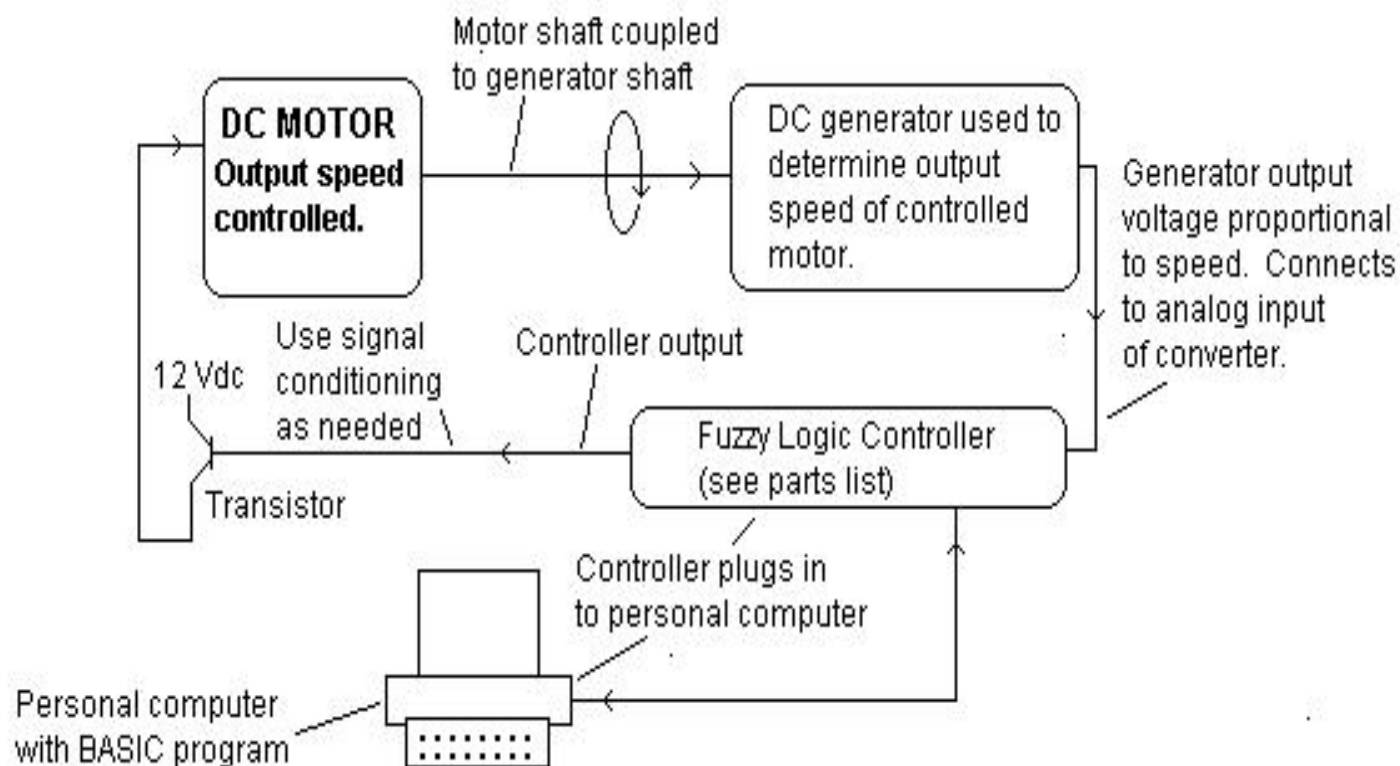 Motor shaft coupled
to generator shaft
DC MOTOR
Output speed
controlled.
DC generator used to
determine output
speed of controlled
motor.
Generator output
voltage proportional
to speed. Connects
to analog input
of converter.
Use signal
conditioning
as needed
Controller output
12 Vdc
Transistor
Fuzzy Logic Controller
(see parts list)
Controller plugs in
to personal computer
Personal computer
with BASIC program